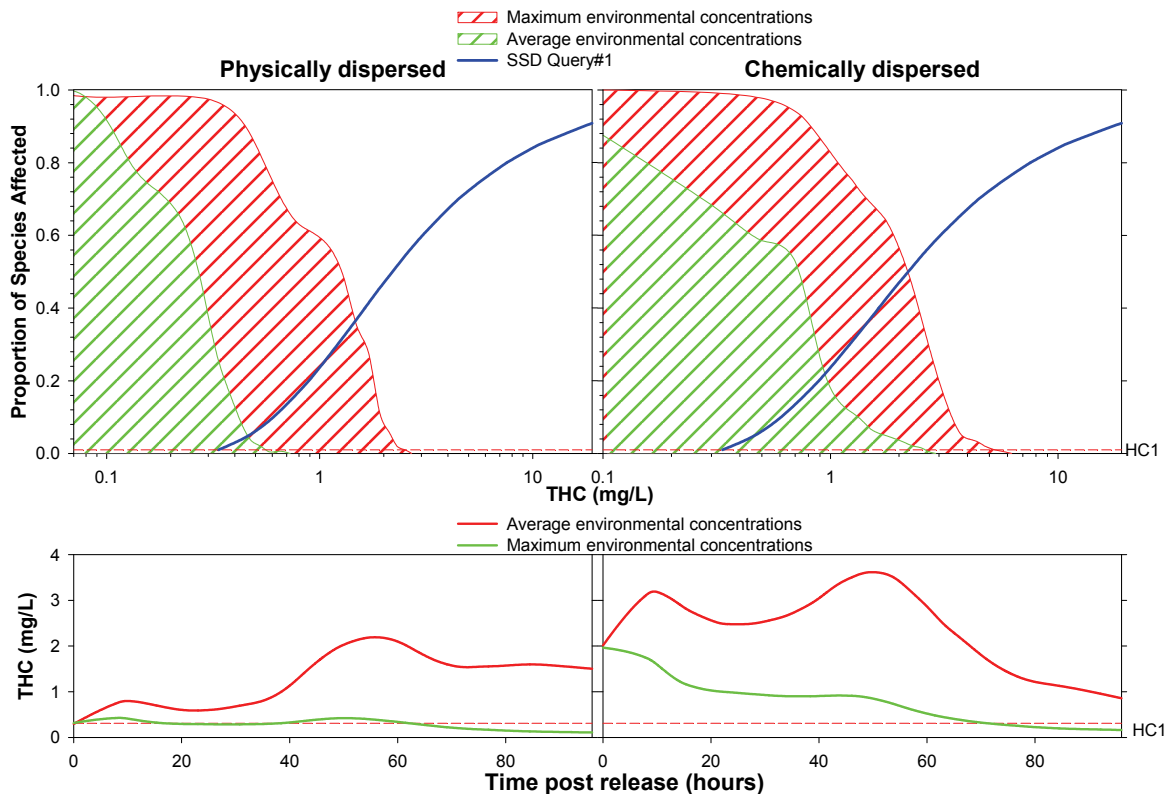 Maximum environmental concentrations
Average environmental concentrations
SSD Query#1
Physically dispersed
Chemically dispersed
Proportion of Species Affected
1.0
0.8
0.6
0.4
0.2
0.0
HC1
0.1
1
10
0.1
1
10
THC (mg/L)
Average environmental concentrations
Maximum environmental concentrations
THC (mg/L)
4
3
2
1
0
HC1
0
20
40
60
80
0
20
40
60
80
Time post release (hours)